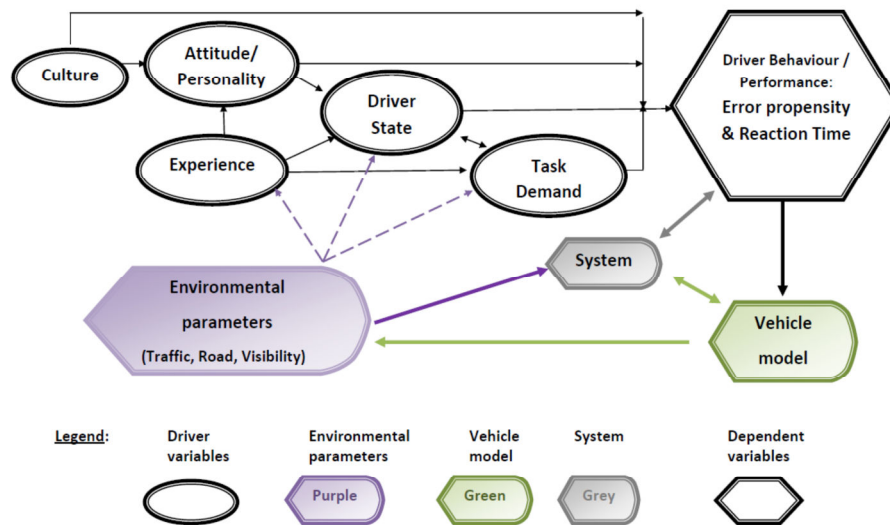 Culture
Attitude/
Personality
Driver
State
Experience
Task
Demand
Driver Behaviour /
Performance:
Error propensity
& Reaction Time
System
Environmental
parameters
(Traffic, Road, Visibility)
Vehicle
model
Legend:
Driver
variables
Environmental
parameters
Vehicle
model
System
Dependent
variables
Purple
Green
Grey